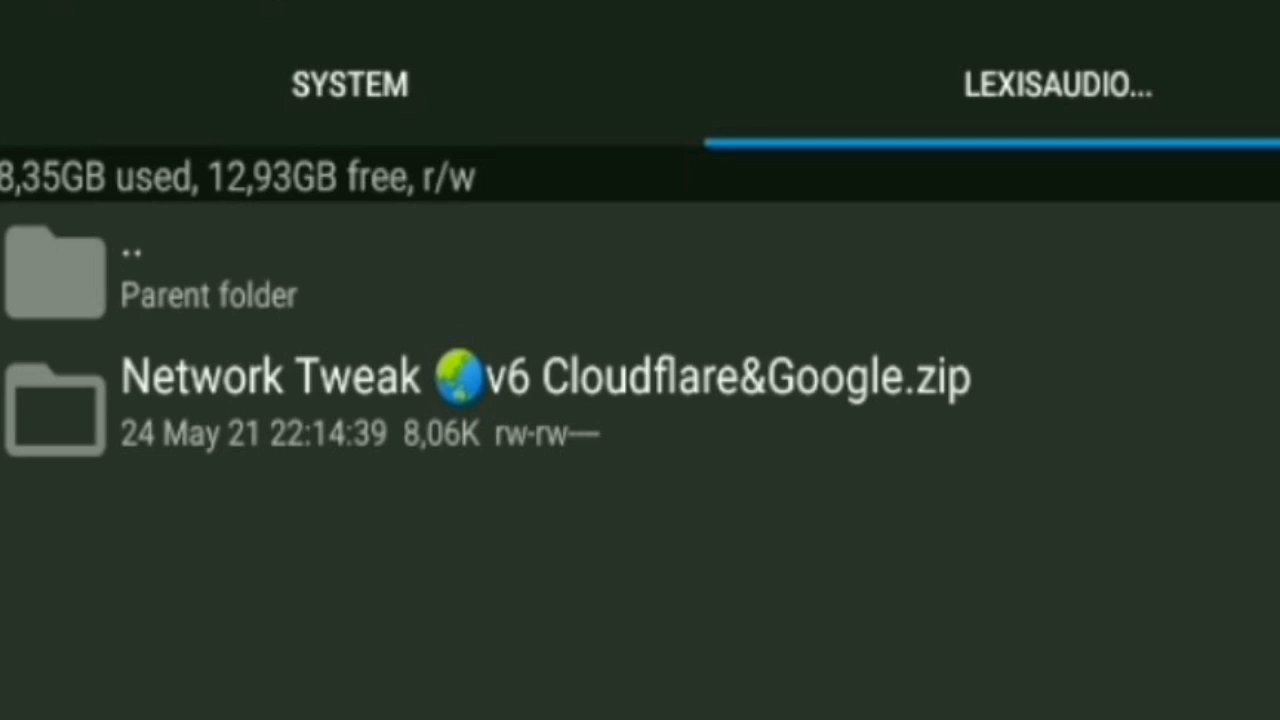 SYSTEM
LEXISAUDIO...
8,35GB used, 12,93GB free, r/w
..
Parent folder
Network Tweak 🌏v6 Cloudflare&Google.zip
24 May 21 22:14:39 8,06K rw-rw----